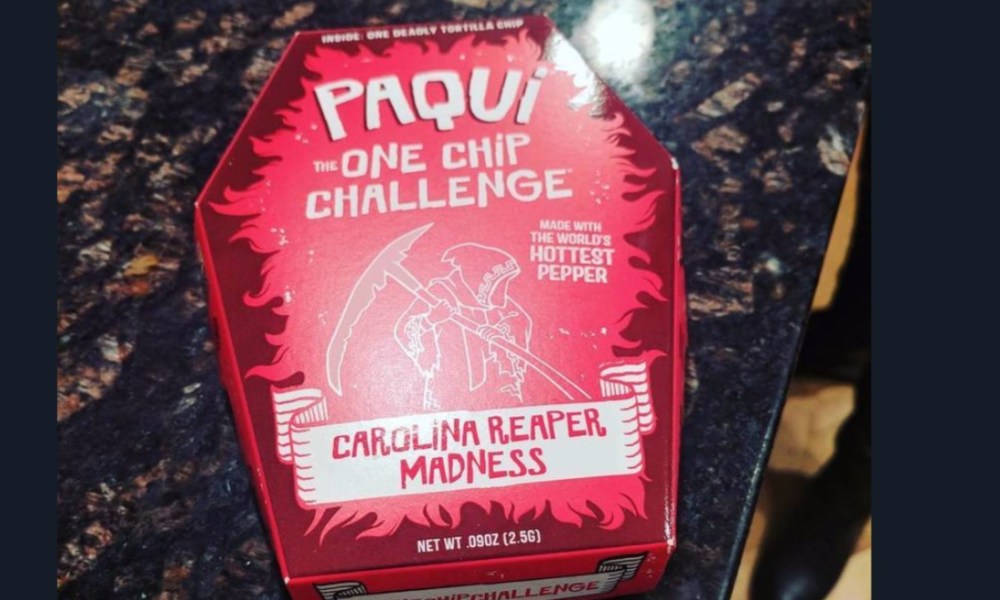 INSIDE: ONE DEADLY TORTILLA CHIP
PAQUi
THE ONE CHiP
CHALLENGE
MADE WITH
THE WORLD'S
HOTTEST
PEPPER
CAROLiNA REAPER
MADNESS
NET WT .09OZ (2.5G)
CHIPCHALLENGE